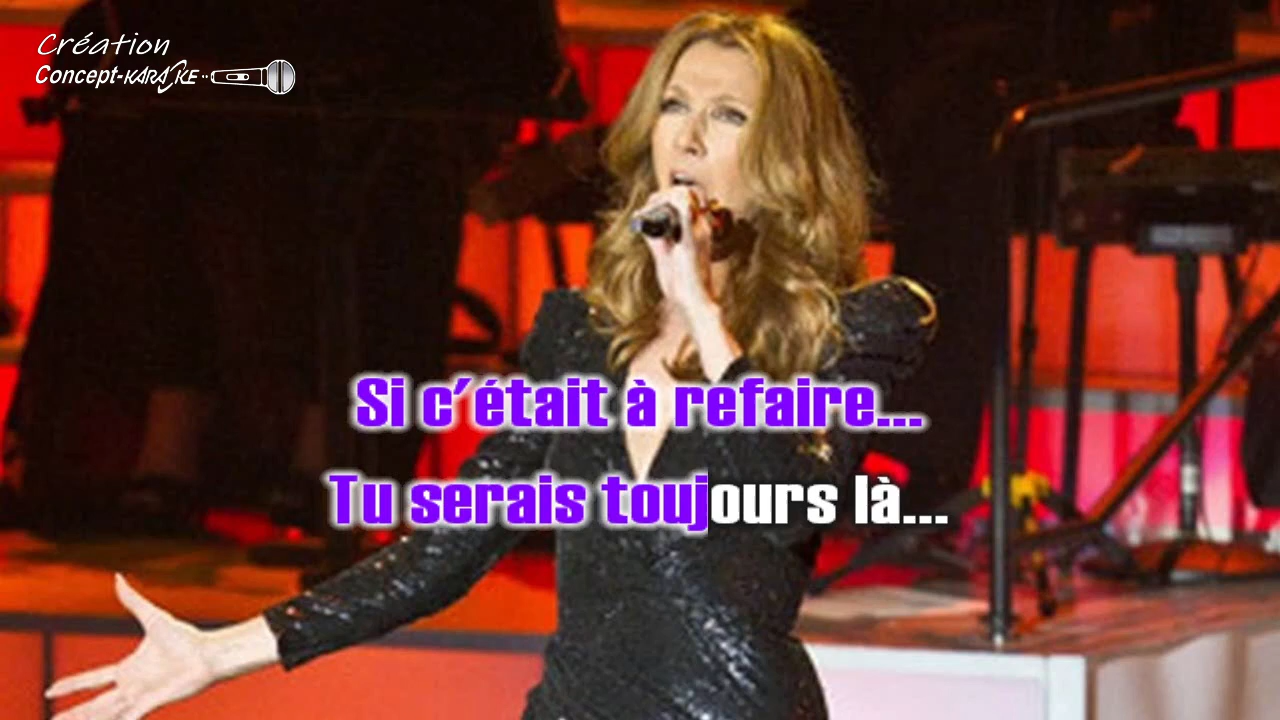 Création
Concept-KARAOKE
Si c'était à refaire...
Tu serais toujours là...